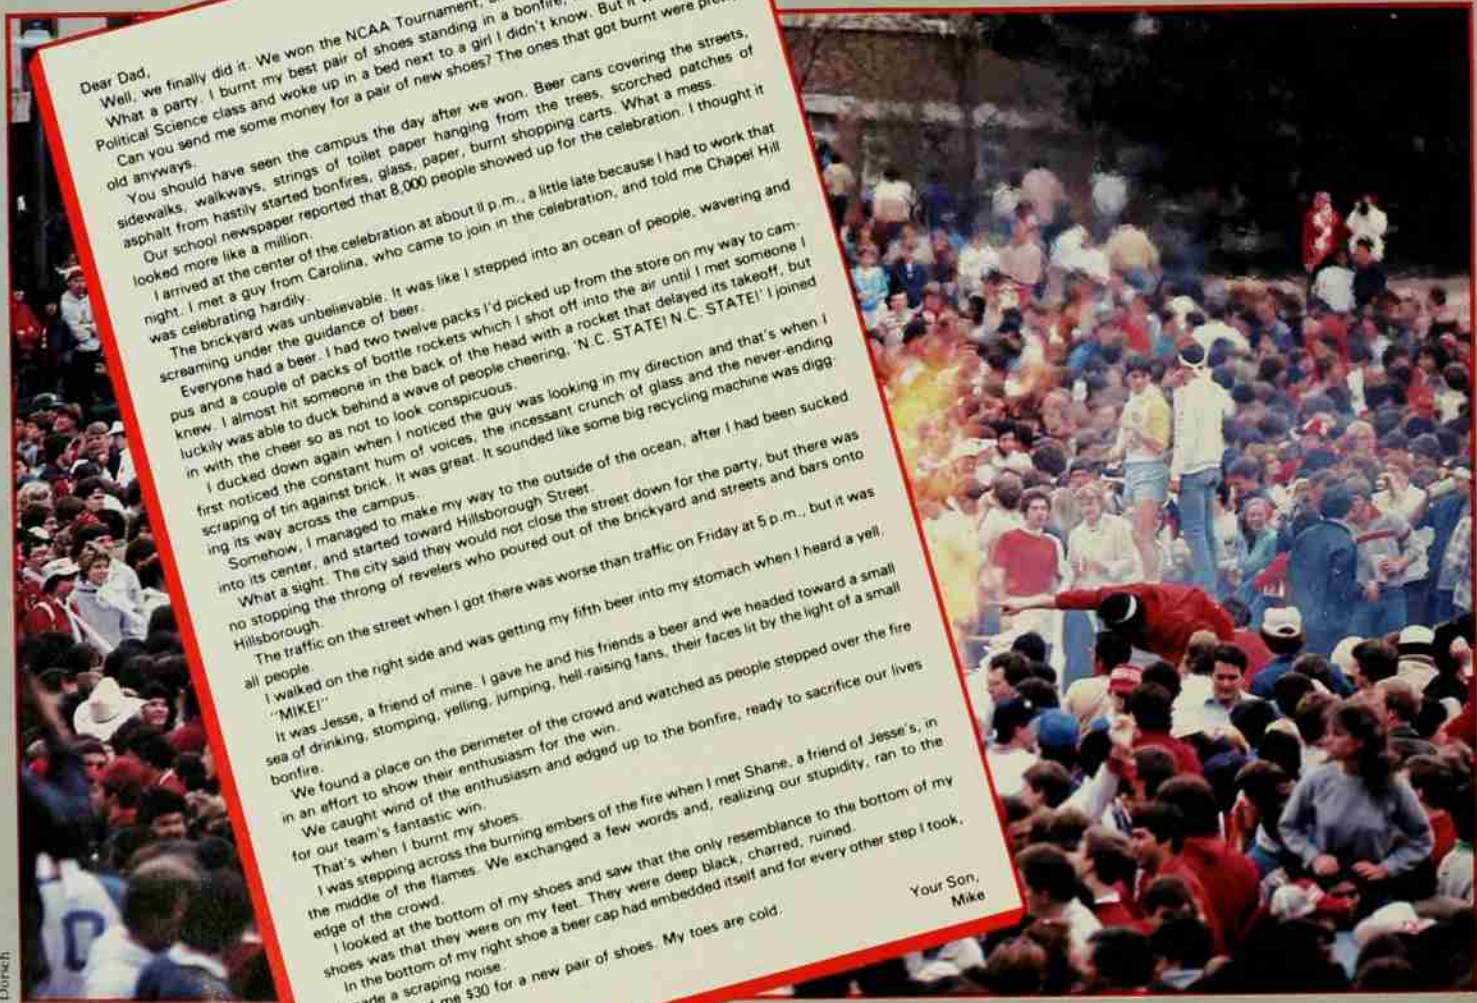 Dear Dad,
Well, we finally did it. We won the NCAA Tournament,
What a party. I burnt my best pair of shoes standing in a bonfire,
Political Science class and woke up in a bed next to a girl I didn't know. But it
Can you send me some money for a pair of new shoes? The ones that got burnt were
old anyways.
You should have seen the campus the day after we won. Beer cans covering the streets,
sidewalks, walkways, strings of toilet paper hanging from the trees, scorched patches of
asphalt from hastily started bonfires, glass, paper, burnt shopping carts. What a mess.
Our school newspaper reported that 8,000 people showed up for the celebration. I thought it
looked more like a million.
I arrived at the center of the celebration at about ll p.m., a little late because I had to work that
night. I met a guy from Carolina, who came to join in the celebration, and told me Chapel Hill
was celebrating hardily.
The brickyard was unbelievable. It was like I stepped into an ocean of people, wavering and
screaming under the guidance of beer.
Everyone had a beer. I had two twelve packs I'd picked up from the store on my way to cam-
pus and a couple of packs of bottle rockets which I shot off into the air until I met someone I
knew. I almost hit someone in the back of the head with a rocket that delayed its takeoff, but
luckily was able to duck behind a wave of people cheering, 'N.C. STATE! N.C. STATE!' I joined
in with the cheer so as not to look conspicuous.
I ducked down again when I noticed the guy was looking in my direction and that's when I
first noticed the constant hum of voices, the incessant crunch of glass and the never-ending
scraping of tin against brick. It was great. It sounded like some big recycling machine was digg-
ing its way across the campus.
Somehow, I managed to make my way to the outside of the ocean, after I had been sucked
into its center, and started toward Hillsborough Street.
What a sight. The city said they would not close the street down for the party, but there was
no stopping the throng of revelers who poured out of the brickyard and streets and bars onto
Hillsborough.
The traffic on the street when I got there was worse than traffic on Friday at 5 p.m., but it was
all people.
I walked on the right side and was getting my fifth beer into my stomach when I heard a yell,
"MIKE!"
It was Jesse, a friend of mine. I gave he and his friends a beer and we headed toward a small
sea of drinking, stomping, yelling, jumping, hell-raising fans, their faces lit by the light of a small
bonfire.
We found a place on the perimeter of the crowd and watched as people stepped over the fire
in an effort to show their enthusiasm for the win.
We caught wind of the enthusiasm and edged up to the bonfire, ready to sacrifice our lives
for our team's fantastic win.
That's when I burnt my shoes.
I was stepping across the burning embers of the fire when I met Shane, a friend of Jesse's, in
the middle of the flames. We exchanged a few words and, realizing our stupidity, ran to the
edge of the crowd.
I looked at the bottom of my shoes and saw that the only resemblance to the bottom of my
shoes was that they were on my feet. They were deep black, charred, ruined.
In the bottom of my right shoe a beer cap had embedded itself and for every other step I took,
a scraping noise.
me $30 for a new pair of shoes. My toes are cold.
Your Son,
Mike
Dorsch